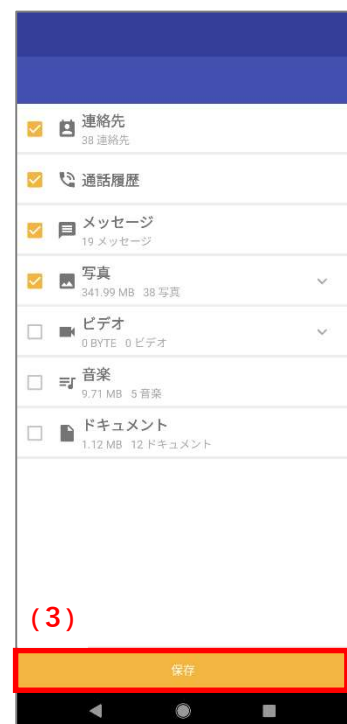 連絡先
38 連絡先
通話履歴
メッセージ
19 メッセージ
写真
341.99 MB 38 写真
ビデオ
0 BYTE 0 ビデオ
音楽
9.71 MB 5 音楽
ドキュメント
1.12 MB 12 ドキュメント
(3)
保存